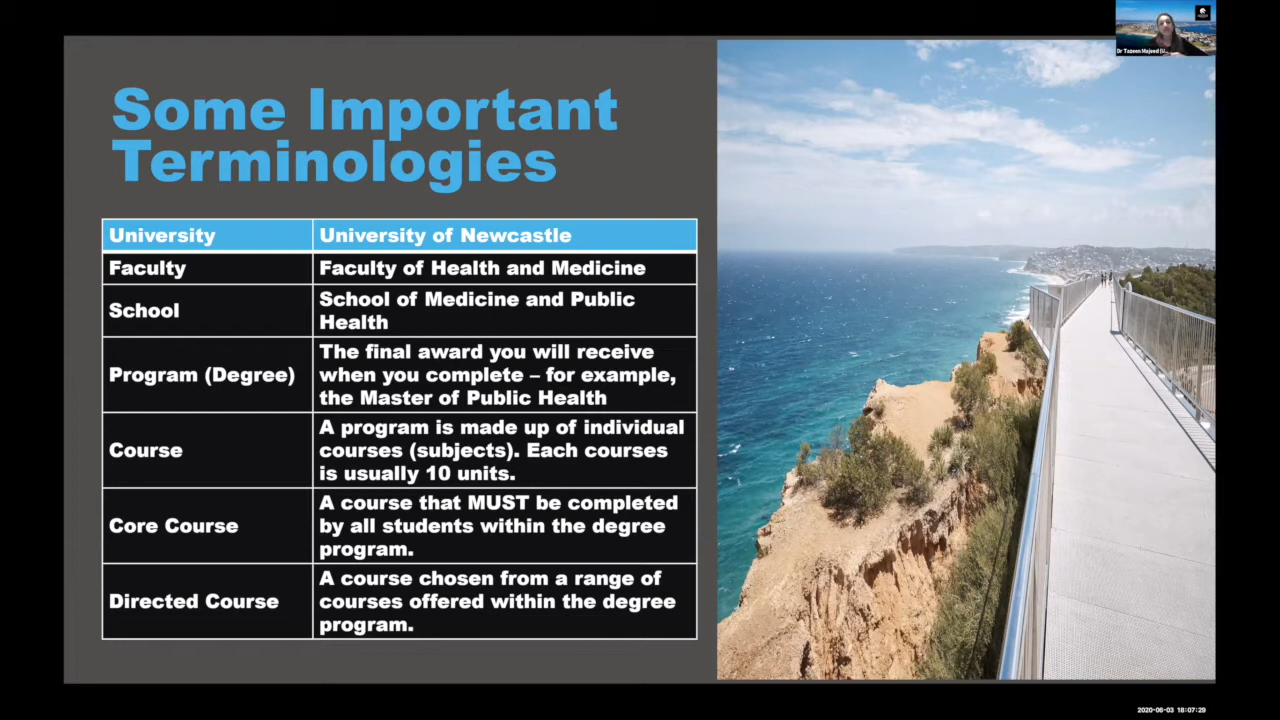 Some Important
Terminologies
University
University of Newcastle
Faculty
Faculty of Health and Medicine
School
School of Medicine and Public
Health
Program (Degree)
The final award you will receive
when you complete – for example,
the Master of Public Health
Course
A program is made up of individual
courses (subjects). Each courses
is usually 10 units.
Core Course
A course that MUST be completed
by all students within the degree
program.
Directed Course
A course chosen from a range of
courses offered within the degree
program.
Dr Tazeen Majeed (U...
2020-06-03 18:07:29